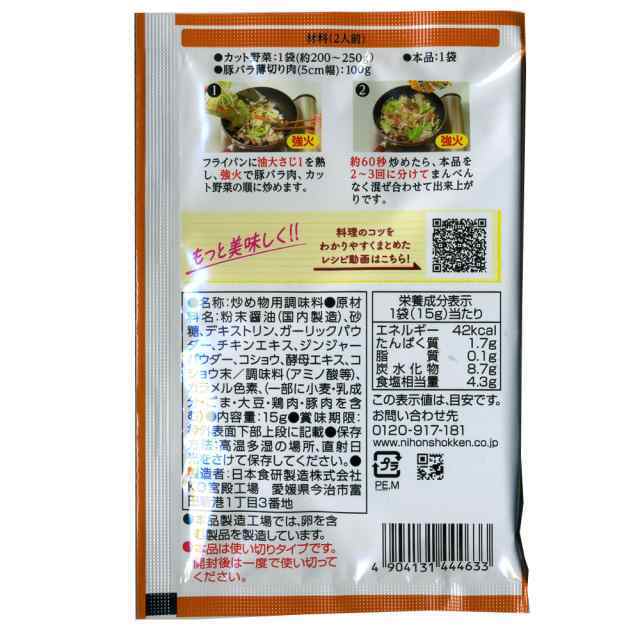 材料(2人前)
●カット野菜:1袋(約200〜250g) ●本品:1袋
●豚バラ薄切り肉(5cm幅):100g
1
2
強火
強火
フライパンに油大さじ1を熱
し、強火で豚バラ肉、カッ
ト野菜の順に炒めます。
約60秒炒めたら、本品を
2〜3回に分けてまんべん
なく混ぜ合わせて出来上が
りです。
もっと美味しく!!
料理のコツを
わかりやすくまとめた
レシピ動画はこちら!
●名称:炒め物用調味料●原材
料名:粉末醤油(国内製造)、砂
糖、デキストリン、ガーリックパウ
ダー、チキンエキス、ジンジャー
パウダー、コショウ、酵母エキス、コ
ショウ末/調味料(アミノ酸等)、
カラメル色素、(一部に小麦・乳成
分・ごま・大豆・鶏肉・豚肉を含
む)●内容量:15g●賞味期限:
表面下部上段に記載●保存
方法:高温多湿の場所、直射日
光をさけて保存してください。●
製造者:日本食研製造株式会社
KO宮殿工場 愛媛県今治市富
田新港1丁目3番地
●本品製造工場では、卵を含
む製品を製造しています。
●本品は使い切りタイプです。
開封後は一度で使い切って
ください。
栄養成分表示
1袋(15g)当たり
エネルギー 42kcal
たんぱく質 1.7g
脂質 0.1g
炭水化物 8.7g
食塩相当量 4.3g
この表示値は、目安です。
お問い合わせ先
0120-917-181
www.nihonshokken.co.jp
プラ
PE,M
4 904131 444633